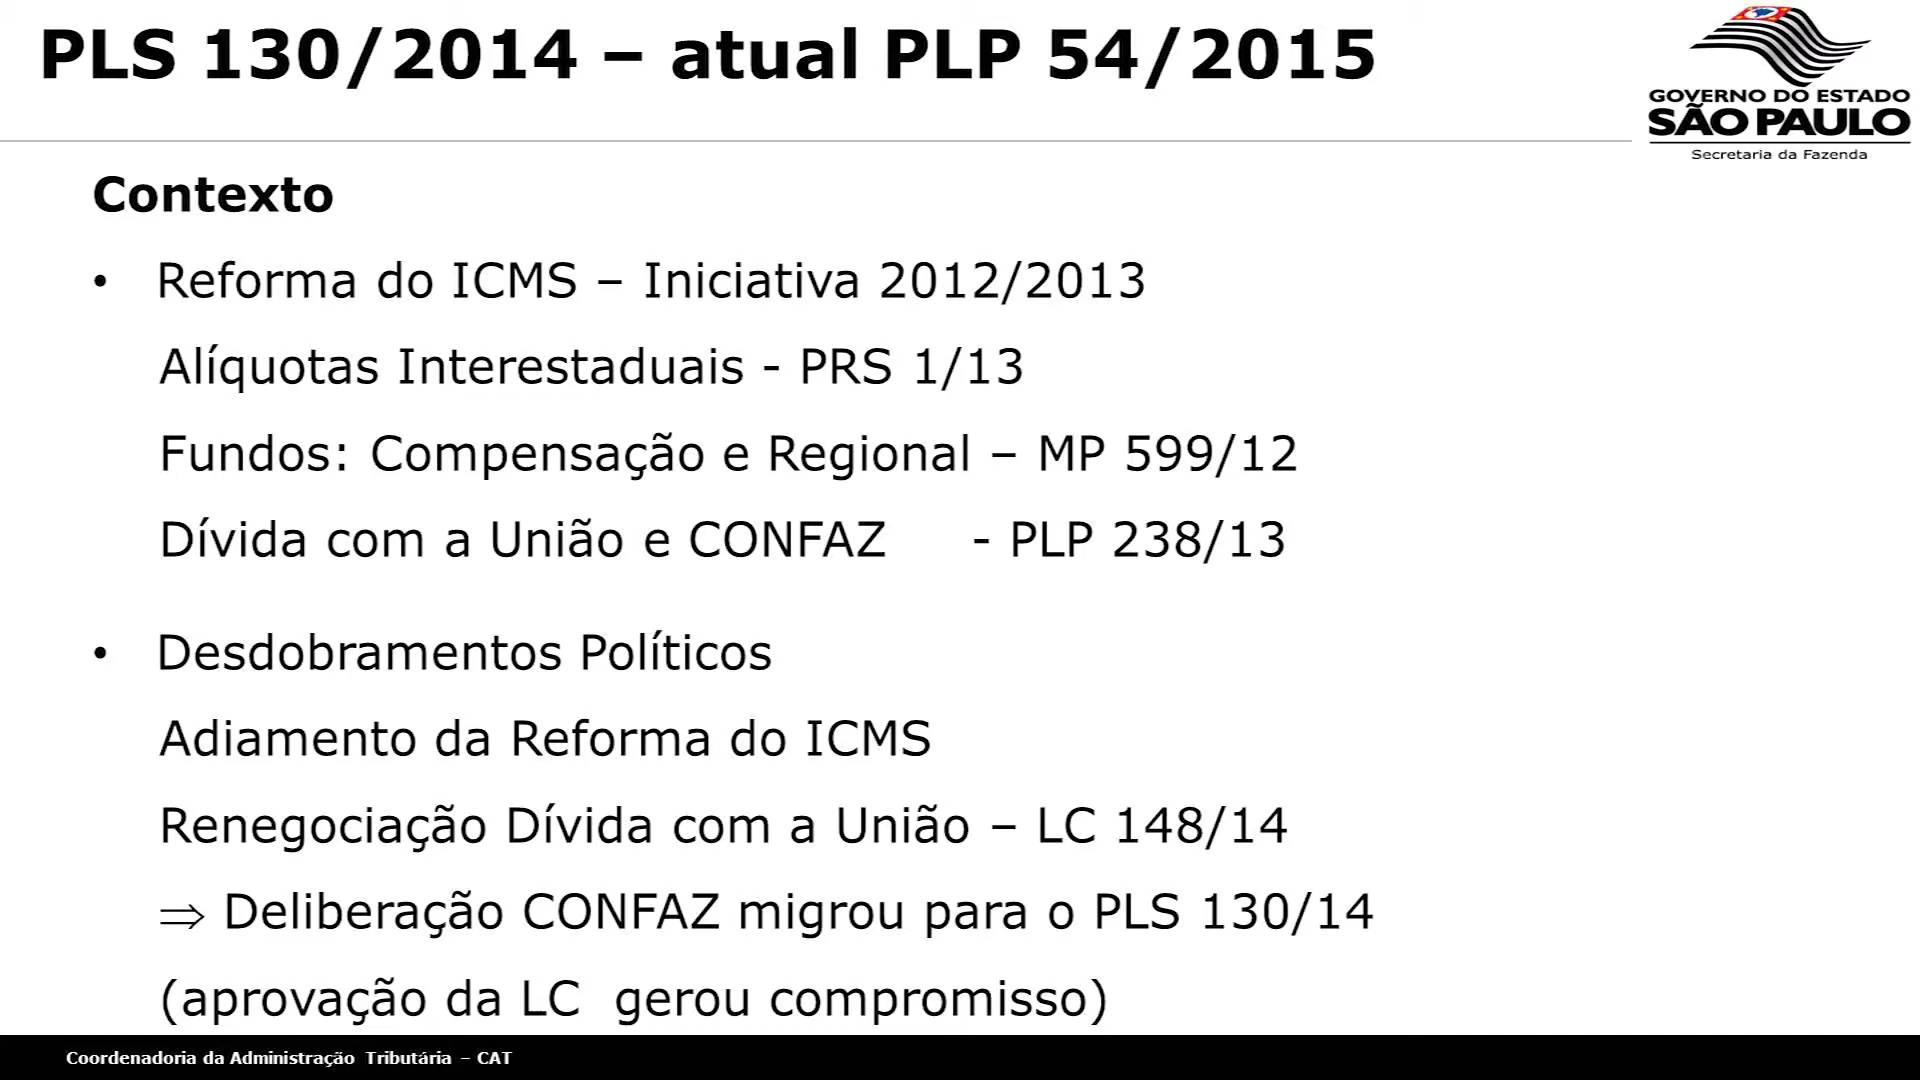 PLS 130/2014 – atual PLP 54/2015
GOVERNO DO ESTADO
SÃO PAULO
Secretaria da Fazenda
Contexto
• Reforma do ICMS – Iniciativa 2012/2013
Alíquotas Interestaduais - PRS 1/13
Fundos: Compensação e Regional – MP 599/12
Dívida com a União e CONFAZ - PLP 238/13
• Desdobramentos Políticos
Adiamento da Reforma do ICMS
Renegociação Dívida com a União – LC 148/14
⇒ Deliberação CONFAZ migrou para o PLS 130/14
(aprovação da LC gerou compromisso)
Coordenadoria da Administração Tributária – CAT